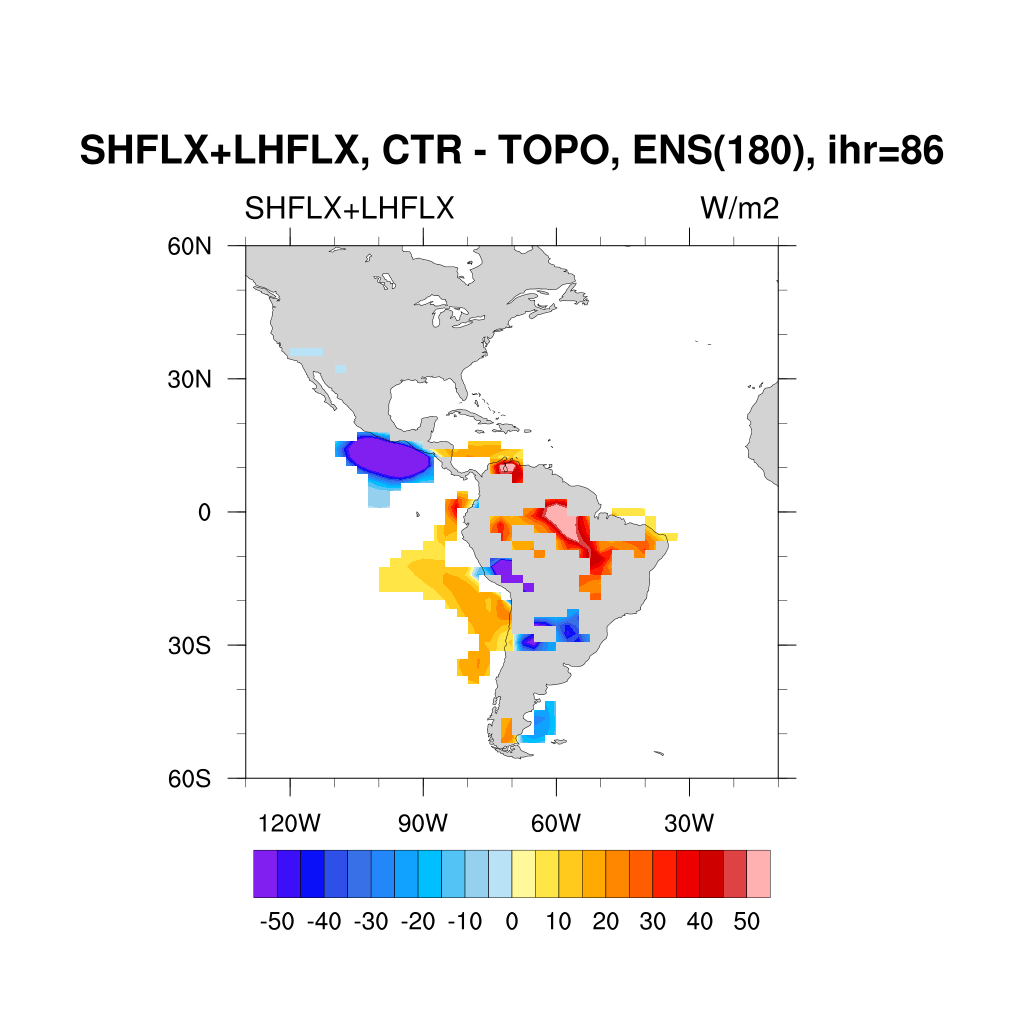 SHFLX+LHFLX, CTR - TOPO, ENS(180), ihr=86
SHFLX+LHFLX W/m2
60N
30N
0
30S
60S
120W 90W 60W 30W
-50 -40 -30 -20 -10 0 10 20 30 40 50